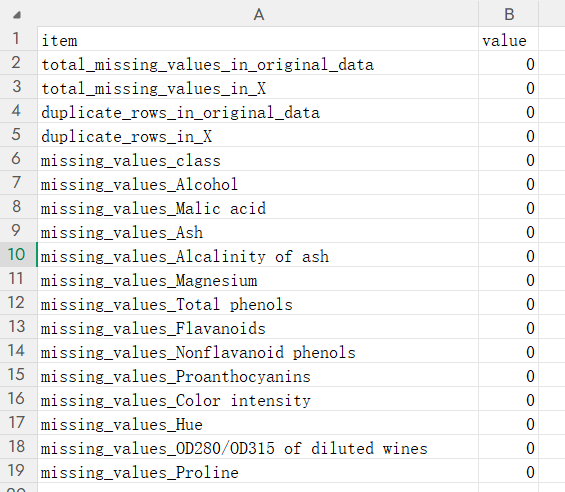 A B
1 item value
2 total_missing_values_in_original_data 0
3 total_missing_values_in_X 0
4 duplicate_rows_in_original_data 0
5 duplicate_rows_in_X 0
6 missing_values_class 0
7 missing_values_Alcohol 0
8 missing_values_Malic acid 0
9 missing_values_Ash 0
10 missing_values_Alcalinity of ash 0
11 missing_values_Magnesium 0
12 missing_values_Total phenols 0
13 missing_values_Flavanoids 0
14 missing_values_Nonflavanoid phenols 0
15 missing_values_Proanthocyanins 0
16 missing_values_Color intensity 0
17 missing_values_Hue 0
18 missing_values_OD280/OD315 of diluted wines 0
19 missing_values_Proline 0